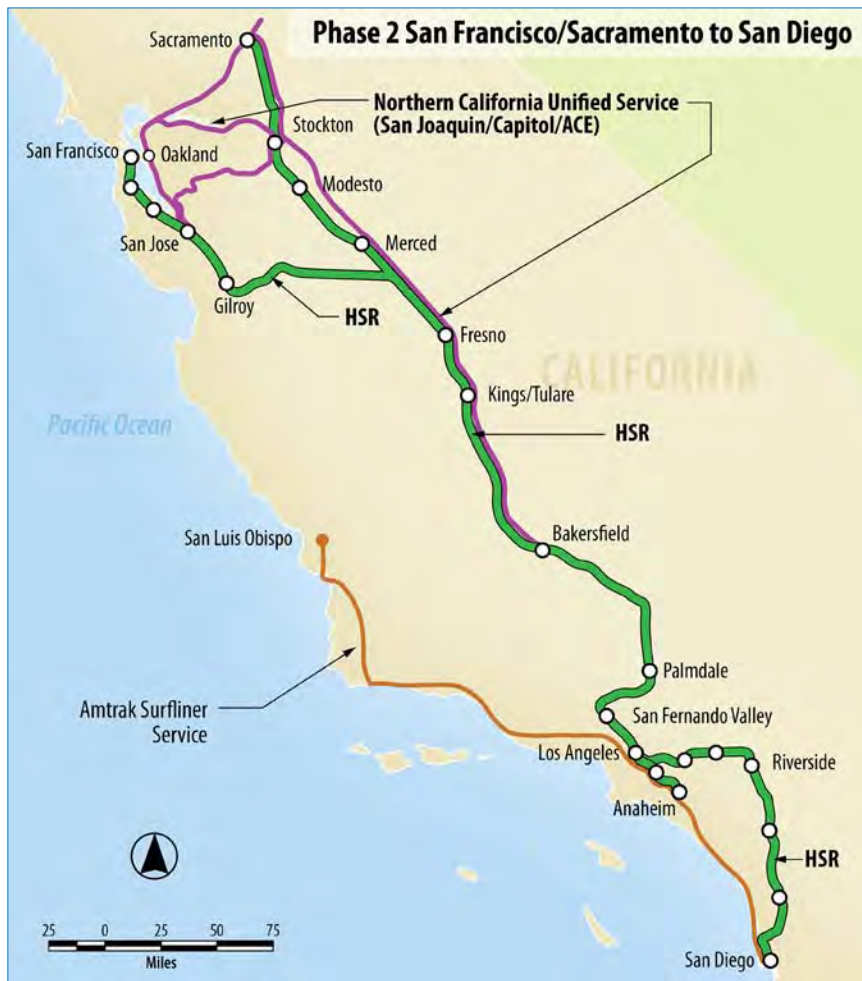 Phase 2 San Francisco/Sacramento to San Diego
Sacramento
Northern California Unified Service
(San Joaquin/Capitol/ACE)
Stockton
San Francisco
Oakland
Modesto
San Jose
Merced
Gilroy
HSR
Fresno
CALIFORNIA
Kings/Tulare
Pacific Ocean
HSR
San Luis Obispo
Bakersfield
Palmdale
Amtrak Surfliner
Service
San Fernando Valley
Los Angeles
Riverside
Anaheim
HSR
25 0 25 50 75
Miles
San Diego